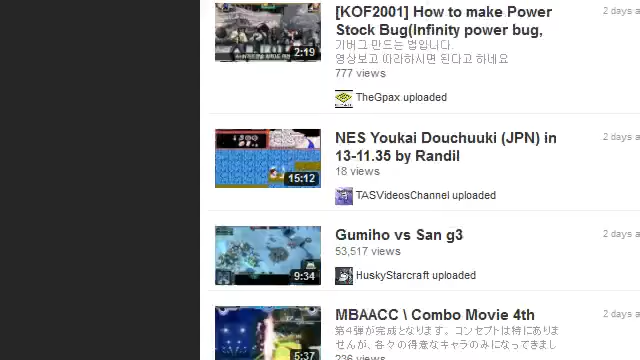 [KOF2001] How to make Power
2 days a
Stock Bug(Infinity power bug,
가버그 만드는 법입니다.
영상보고 따라하시면 된다고 하네요
777 views
2:19
TheGpax uploaded
NES Youkai Douchuuki (JPN) in
2 days a
13-11.35 by Randil
18 views
15:12
TASVideosChannel uploaded
Gumiho vs San g3
2 days a
53,517 views
9:34
HuskyStarcraft uploaded
MBAACC \ Combo Movie 4th
2 days a
第4弾が完成となります。コンセプトは特にありま
せんが、各々の得意なキャラのみになってきまし
5:37
236 views